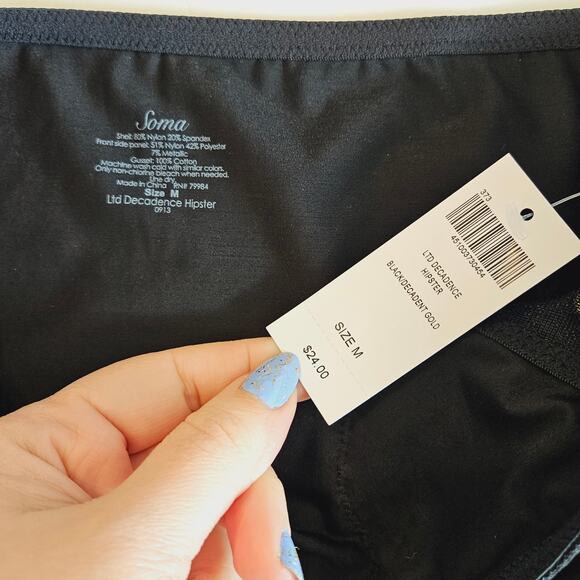 Soma
Shell: 80% Nylon 20% Spandex
Front side panel: 51% Nylon 42% Polyester
7% Metallic
Gusset: 100% Cotton
Machine wash cold with similar colors.
Only non-chlorine bleach when needed.
Line dry.
Made in China RN# 79984
Size M
Ltd Decadence Hipster
0913
373
451003730454
LTD DECADENCE
HIPSTER
BLACK/DECADENT GOLD
SIZE M
$24.00